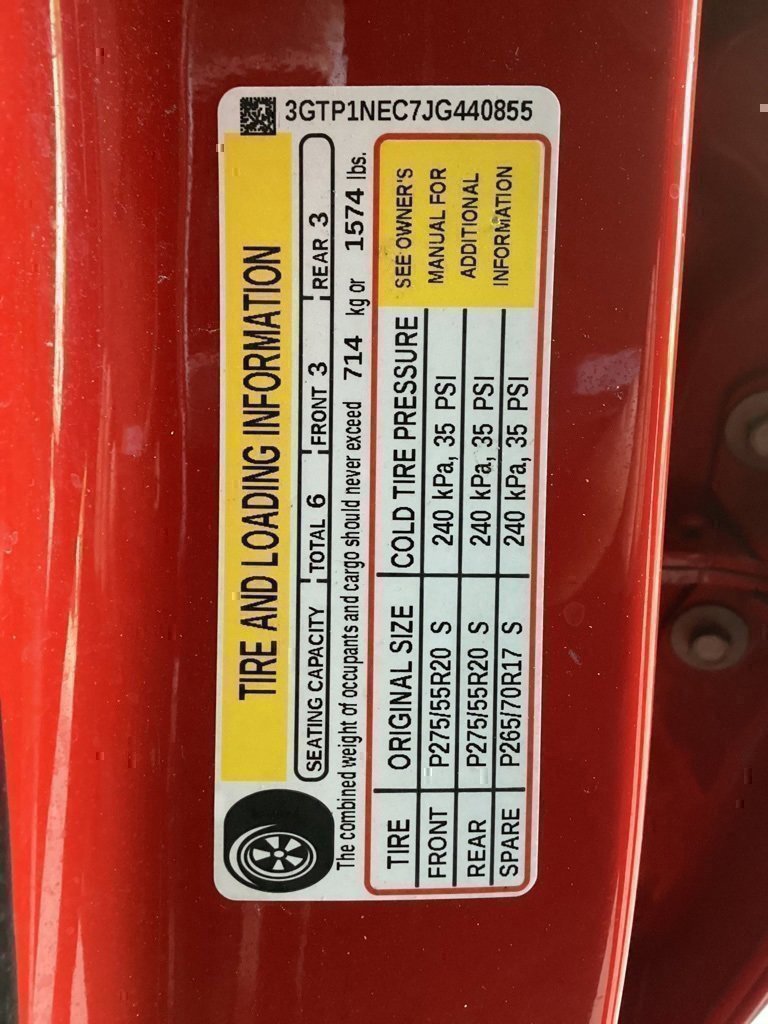 3GTP1NEC7JG440855
TIRE AND LOADING INFORMATION
SEATING CAPACITY TOTAL 6 FRONT 3 REAR 3
The combined weight of occupants and cargo should never exceed 714 kg or 1574 lbs.
TIRE ORIGINAL SIZE COLD TIRE PRESSURE
FRONT P275/55R20 S 240 kPa, 35 PSI
REAR P275/55R20 S 240 kPa, 35 PSI
SPARE P265/70R17 S 240 kPa, 35 PSI
SEE OWNER'S
MANUAL FOR
ADDITIONAL
INFORMATION